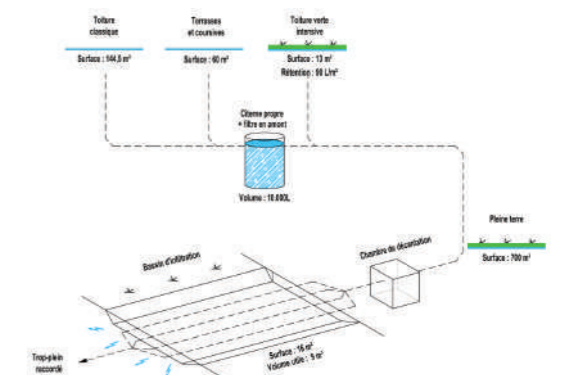 Toiture
classique
Surface : 144,5 m²
Terrasses
et coursives
Surface : 60 m²
Toiture verte
intensive
Surface : 13 m²
Rétention : 90 L/m²
Citerne propre
+ filtre en amont
Volume : 10.000L
Pleine terre
Surface : 700 m²
Chambre de décantation
Bassin d'infiltration
Surface : 16 m²
Volume utile : 5 m³
Trop-plein
raccordé